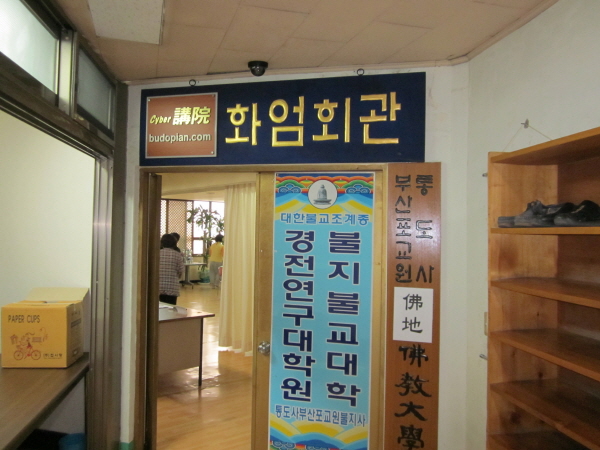 Cyber 講院
budopian.com
화엄회관
대한불교조계종
불지불교대학
경전연구대학원
통도사부산포교원불지사
통도사
부산포교원
佛地
佛教大學
PAPER CUPS